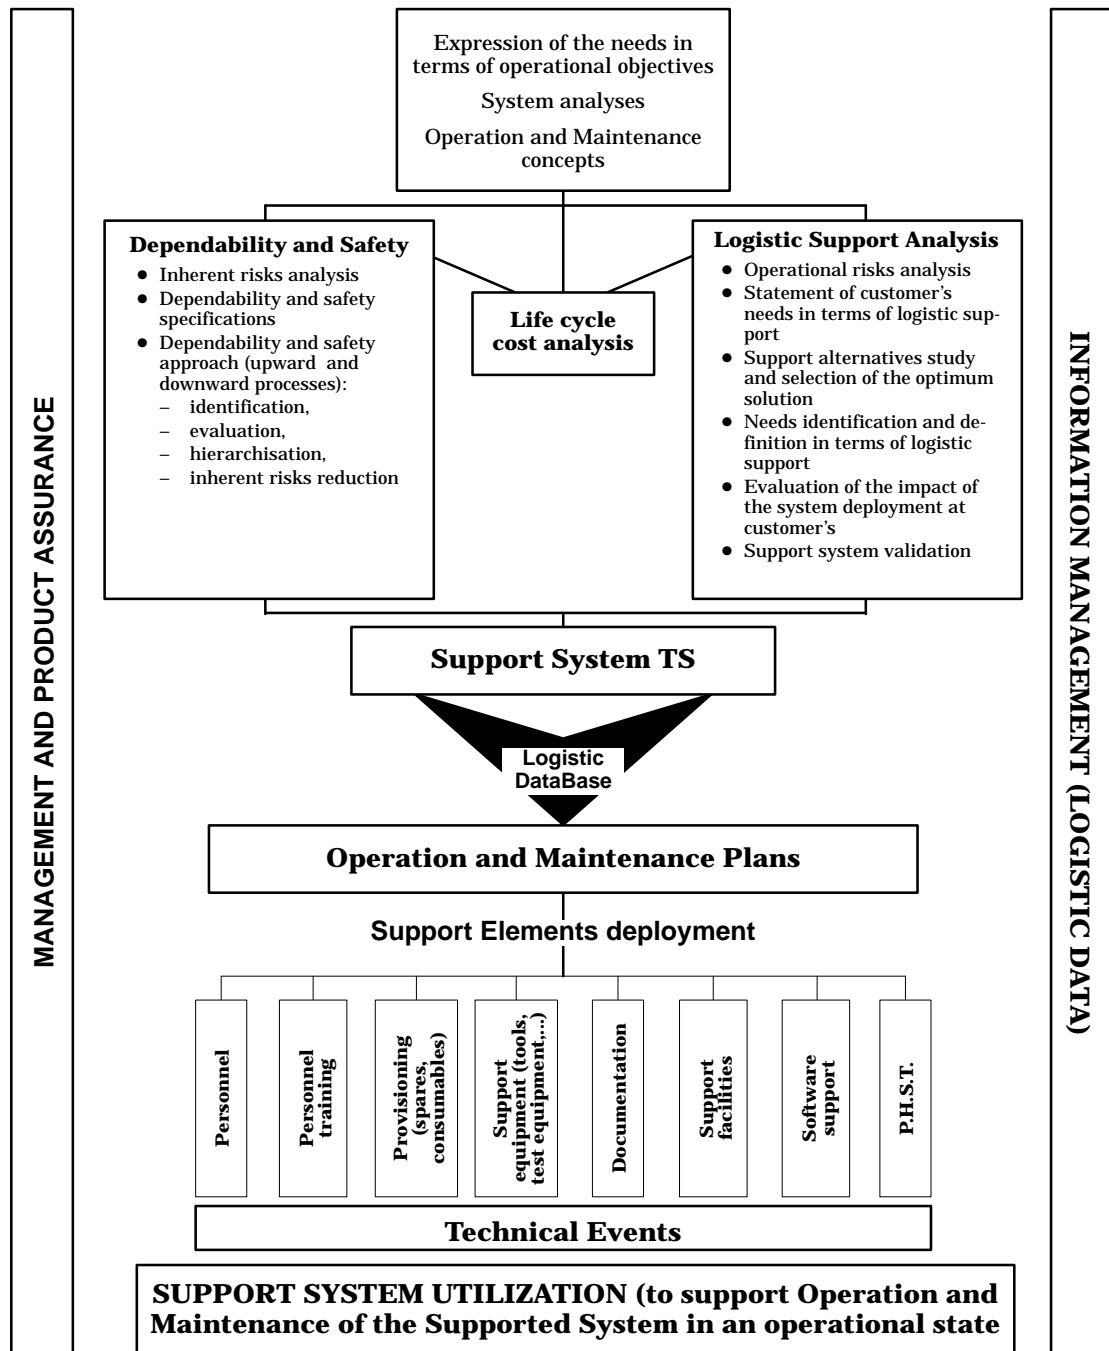 Expression of the needs in
terms of operational objectives
System analyses
Operation and Maintenance
concepts
Dependability and Safety
● Inherent risks analysis
● Dependability and safety
specifications
● Dependability and safety
approach (upward and
downward processes):
– identification,
– evaluation,
– hierarchisation,
– inherent risks reduction
Life cycle
cost analysis
Logistic Support Analysis
● Operational risks analysis
● Statement of customer's
needs in terms of logistic sup-
port
● Support alternatives study
and selection of the optimum
solution
● Needs identification and de-
finition in terms of logistic
support
● Evaluation of the impact of
the system deployment at
customer's
● Support system validation
MANAGEMENT AND PRODUCT ASSURANCE
INFORMATION MANAGEMENT (LOGISTIC DATA)
Support System TS
Logistic
DataBase
Operation and Maintenance Plans
Support Elements deployment
Personnel
Personnel
training
Provisioning
(spares,
consumables)
Support
equipment (tools,
test equipment,...)
Documentation
Support
facilities
Software
support
P.H.S.T.
Technical Events
SUPPORT SYSTEM UTILIZATION (to support Operation and
Maintenance of the Supported System in an operational state